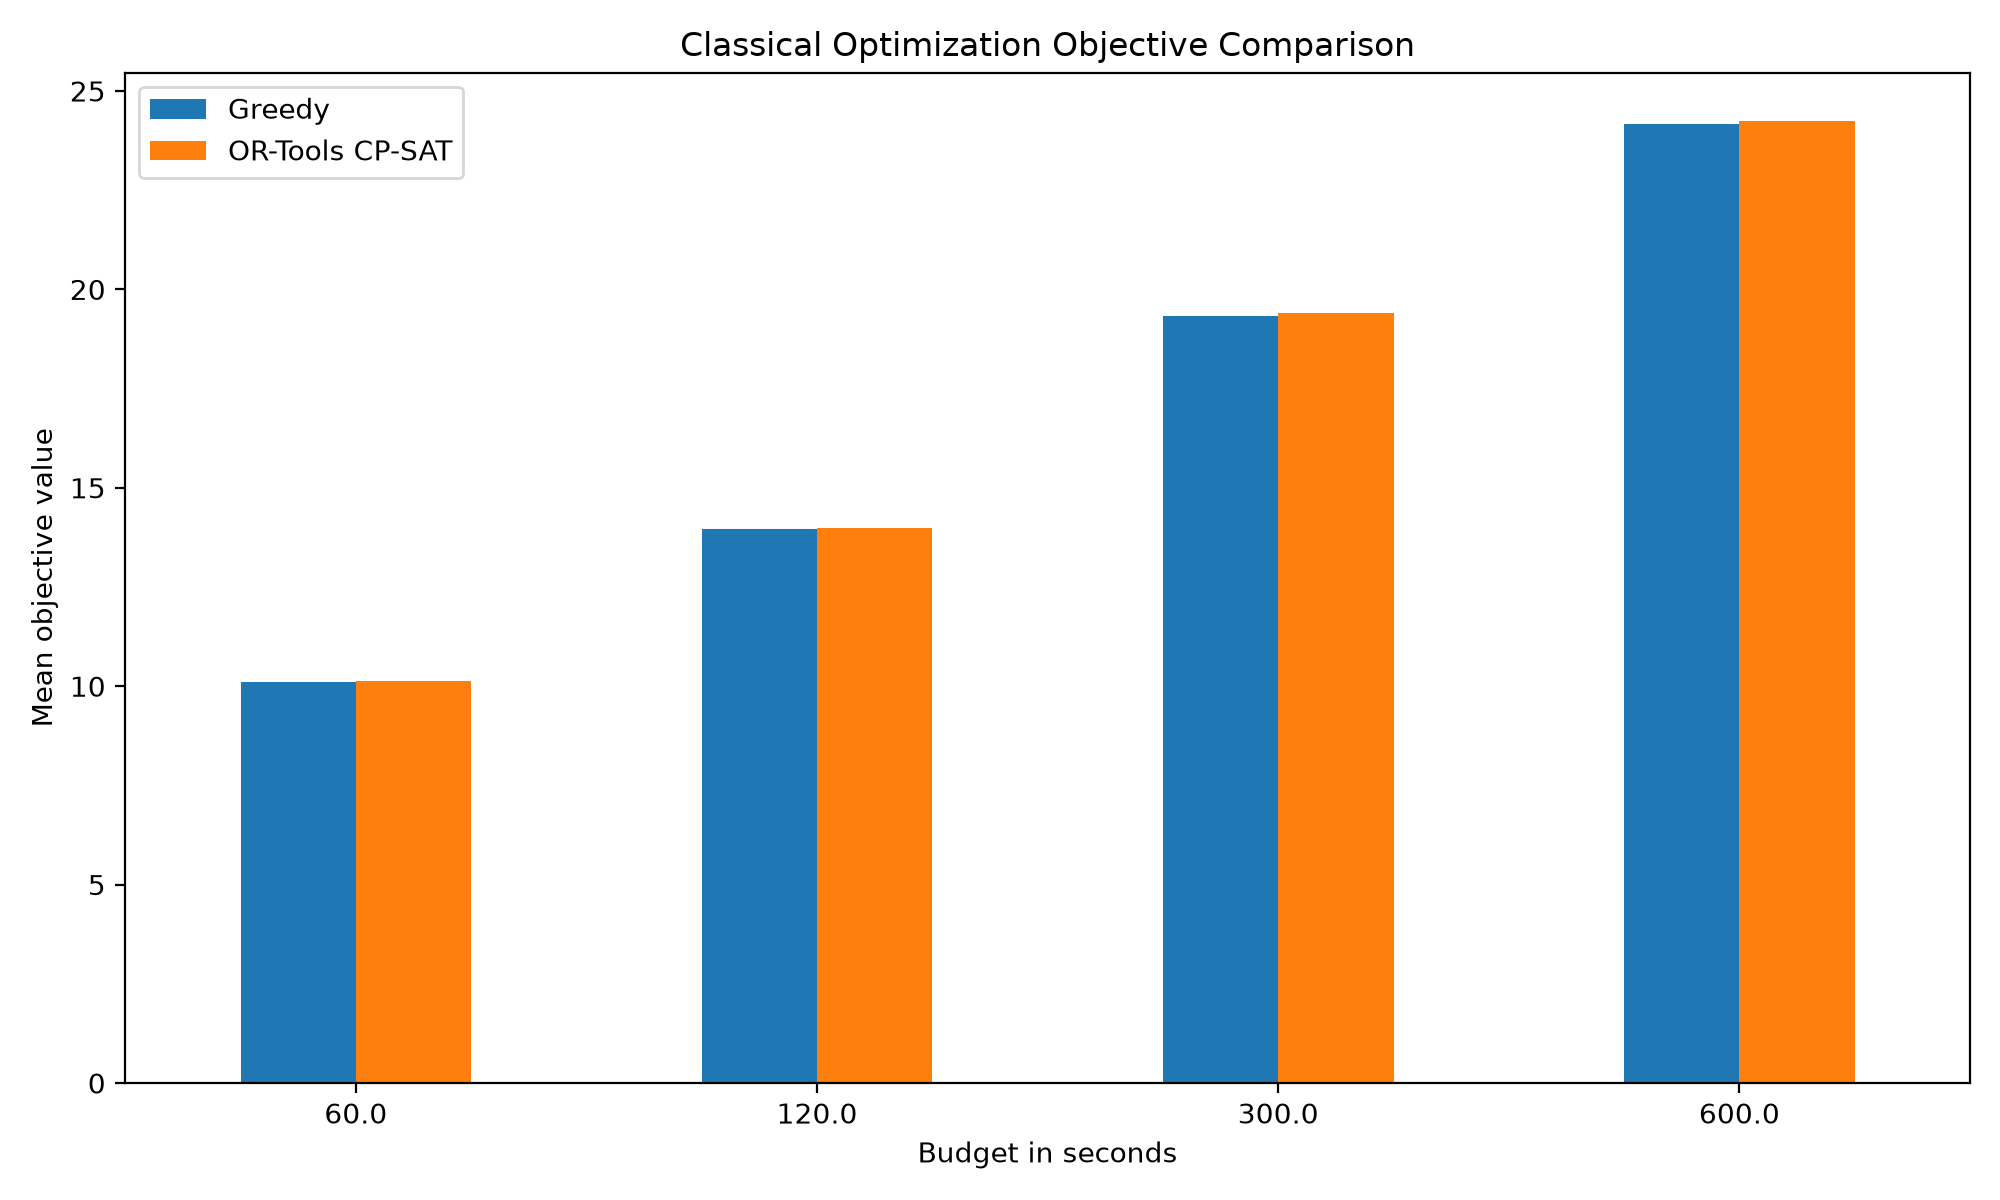 Classical Optimization Objective Comparison
Greedy
OR-Tools CP-SAT
Mean objective value
25
20
15
10
5
0
60.0 120.0 300.0 600.0
Budget in seconds